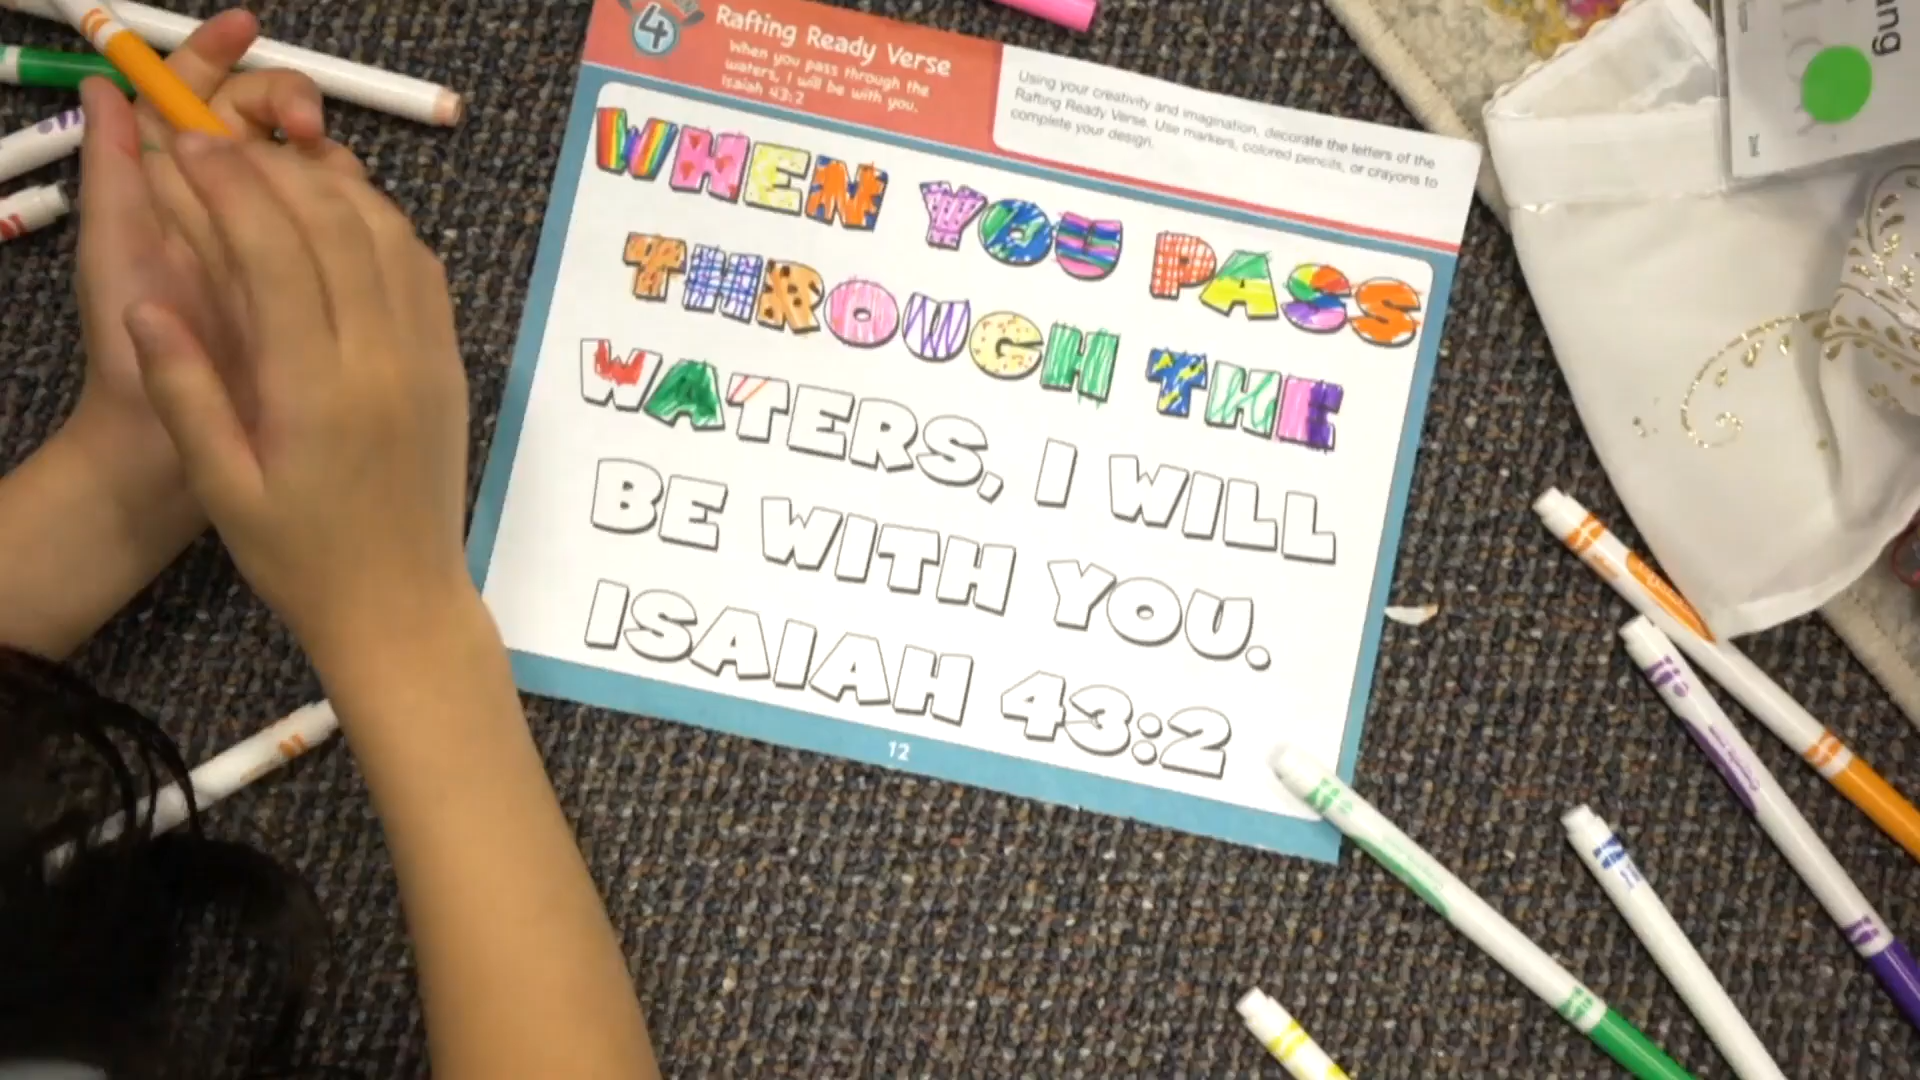 4
Rafting Ready Verse
When you pass through the
waters, I will be with you.
Isaiah 43:2
Using your creativity and imagination, decorate the letters of the
Rafting Ready Verse. Use markers, colored pencils, or crayons to
complete your design.
WHEN YOU PASS
THROUGH THE
WATERS, I WILL
BE WITH YOU.
ISAIAH 43:2
12
ang